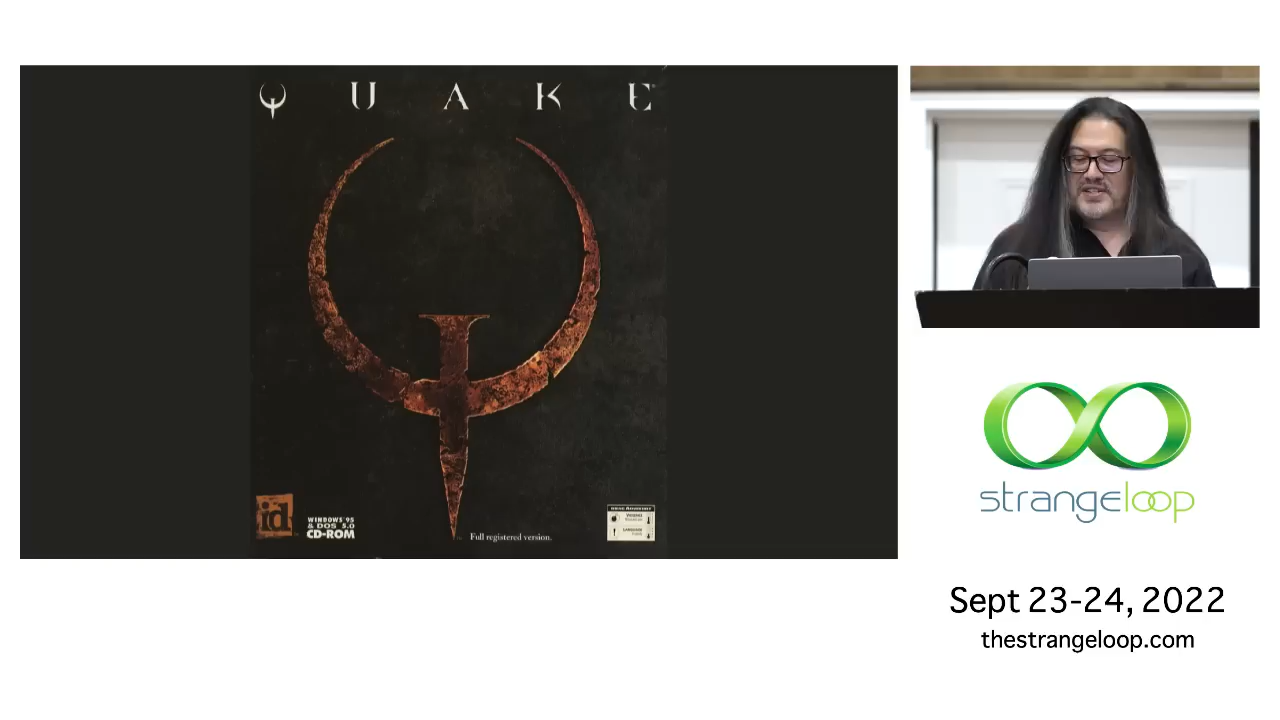 QUAKE
id
WINDOWS 95
& DOS 5.0
CD-ROM
Full registered version.
strangeloop
Sept 23-24, 2022
thestrangeloop.com